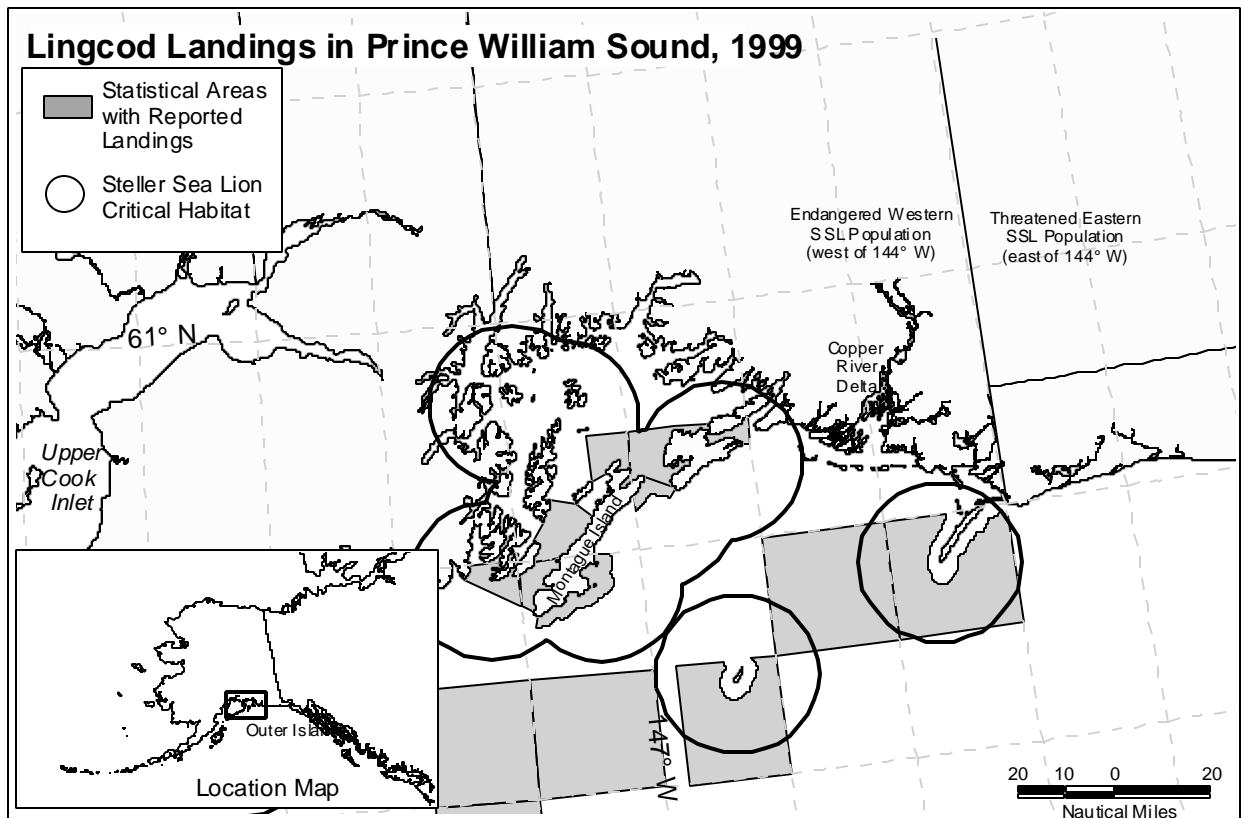 Lingcod Landings in Prince William Sound, 1999
Statistical Areas
with Reported
Landings
Steller Sea Lion
Critical Habitat
Endangered Western
SSL Population
(west of 144° W)
Threatened Eastern
SSL Population
(east of 144° W)
61° N
Copper
River
Delta
Upper
Cook
Inlet
Montague Island
147° W
Outer Island
Location Map
20 10 0 20
Nautical Miles